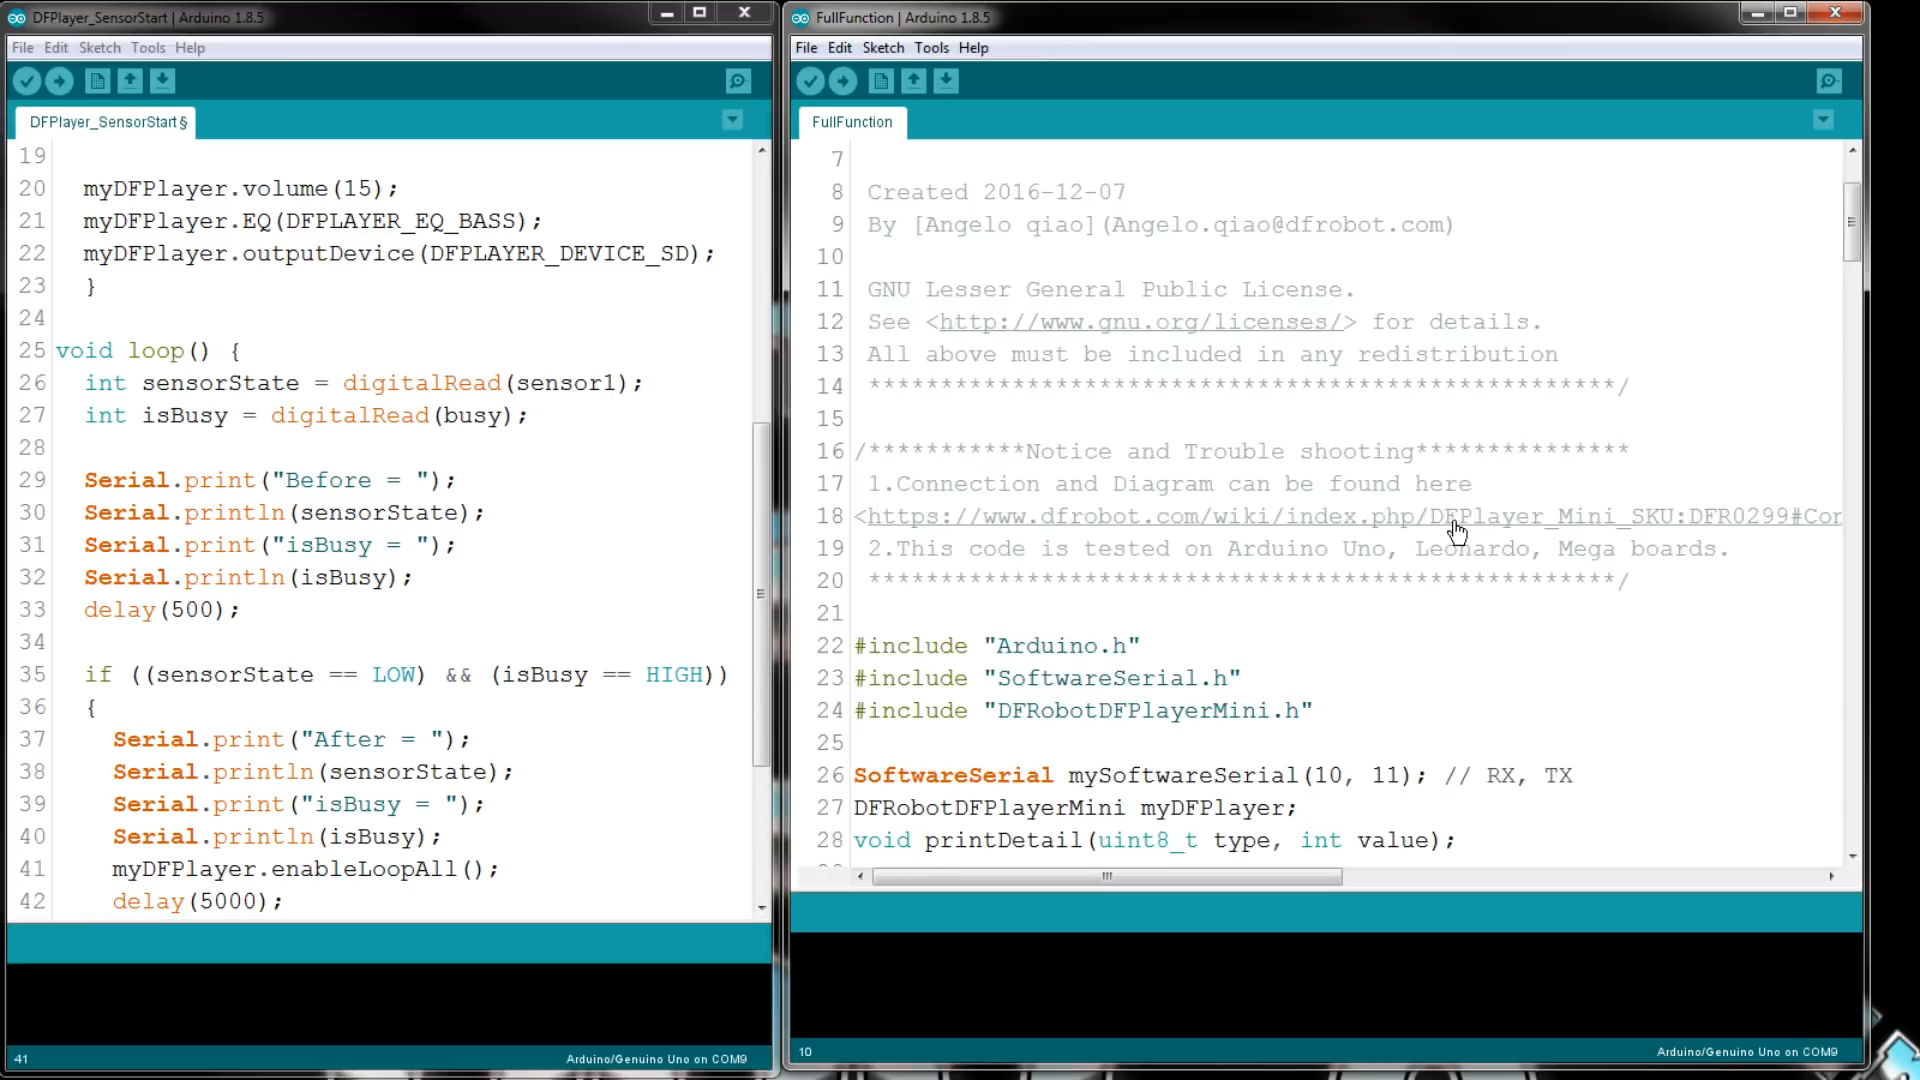 DFPlayer_SensorStart | Arduino 1.8.5
File Edit Sketch Tools Help
DFPlayer_SensorStart §
19
20 myDFPlayer.volume(15);
21 myDFPlayer.EQ(DFPLAYER_EQ_BASS);
22 myDFPlayer.outputDevice(DFPLAYER_DEVICE_SD);
23 }
24
25 void loop() {
26 int sensorState = digitalRead(sensor1);
27 int isBusy = digitalRead(busy);
28
29 Serial.print("Before = ");
30 Serial.println(sensorState);
31 Serial.print("isBusy = ");
32 Serial.println(isBusy);
33 delay(500);
34
35 if ((sensorState == LOW) && (isBusy == HIGH))
36 {
37 Serial.print("After = ");
38 Serial.println(sensorState);
39 Serial.print("isBusy = ");
40 Serial.println(isBusy);
41 myDFPlayer.enableLoopAll();
42 delay(5000);
41
Arduino/Genuino Uno on COM9
FullFunction | Arduino 1.8.5
File Edit Sketch Tools Help
FullFunction
7
8 Created 2016-12-07
9 By [Angelo qiao](Angelo.qiao@dfrobot.com)
10
11 GNU Lesser General Public License.
12 See <http://www.gnu.org/licenses/> for details.
13 All above must be included in any redistribution
14 ****************************************************/
15
16 /***********Notice and Trouble shooting***************
17 1.Connection and Diagram can be found here
18 <https://www.dfrobot.com/wiki/index.php/DFPlayer_Mini_SKU:DFR0299#Con
19 2.This code is tested on Arduino Uno, Leonardo, Mega boards.
20 ****************************************************/
21
22 #include "Arduino.h"
23 #include "SoftwareSerial.h"
24 #include "DFRobotDFPlayerMini.h"
25
26 SoftwareSerial mySoftwareSerial(10, 11); // RX, TX
27 DFRobotDFPlayerMini myDFPlayer;
28 void printDetail(uint8_t type, int value);
10
Arduino/Genuino Uno on COM9